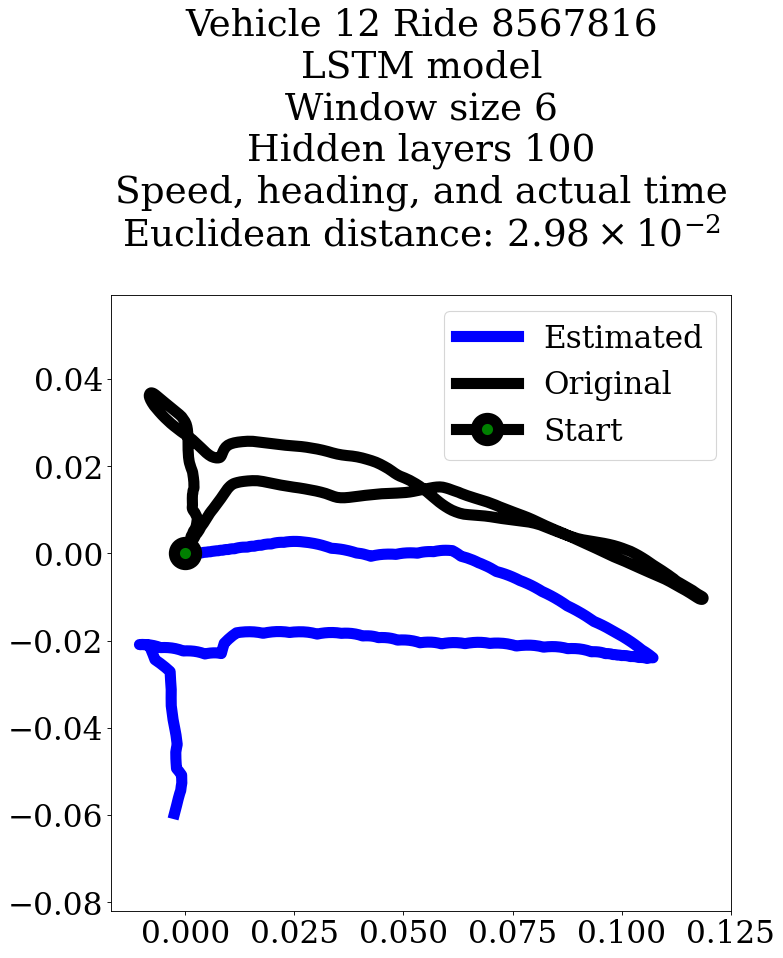 Vehicle 12 Ride 8567816
LSTM model
Window size 6
Hidden layers 100
Speed, heading, and actual time
Euclidean distance: 2.98 × 10⁻²
Estimated
Original
Start
0.04
0.02
0.00
−0.02
−0.04
−0.06
−0.08
0.000 0.025 0.050 0.075 0.100 0.125